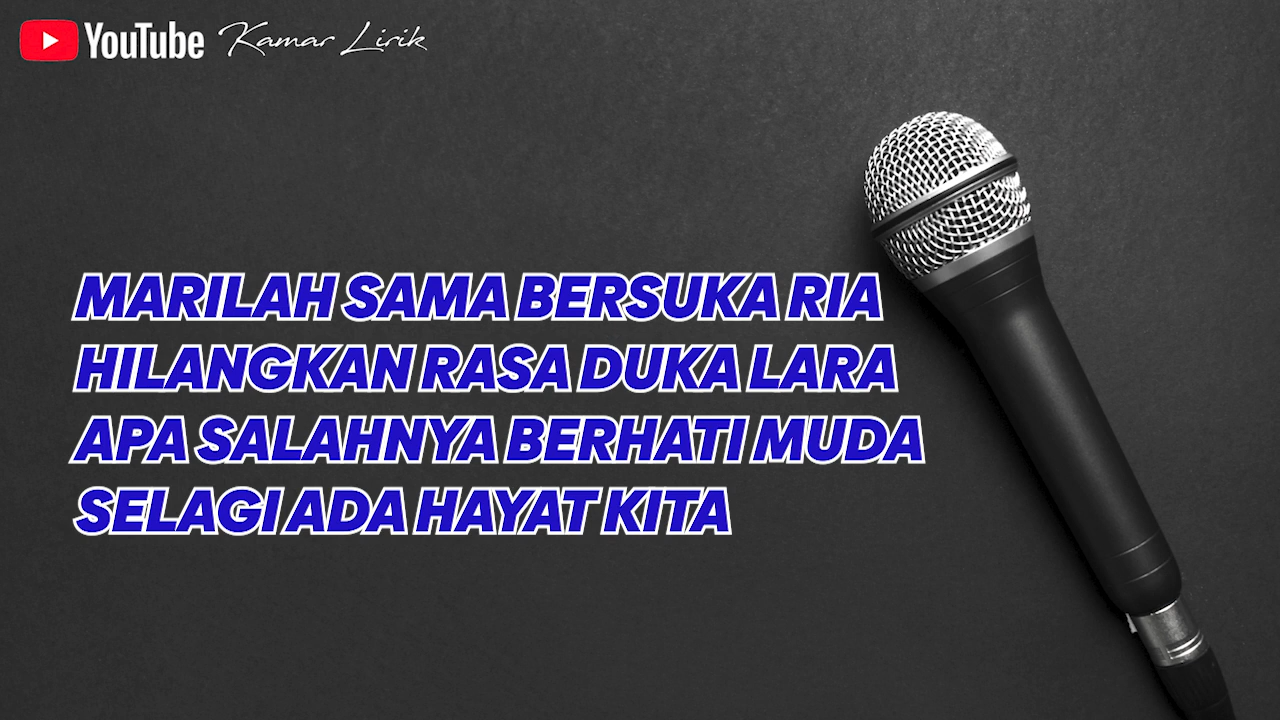 YouTube Kamar Lirik
MARILAH SAMA BERSUKA RIA
HILANGKAN RASA DUKA LARA
APA SALAHNYA BERHATI MUDA
SELAGI ADA HAYAT KITA